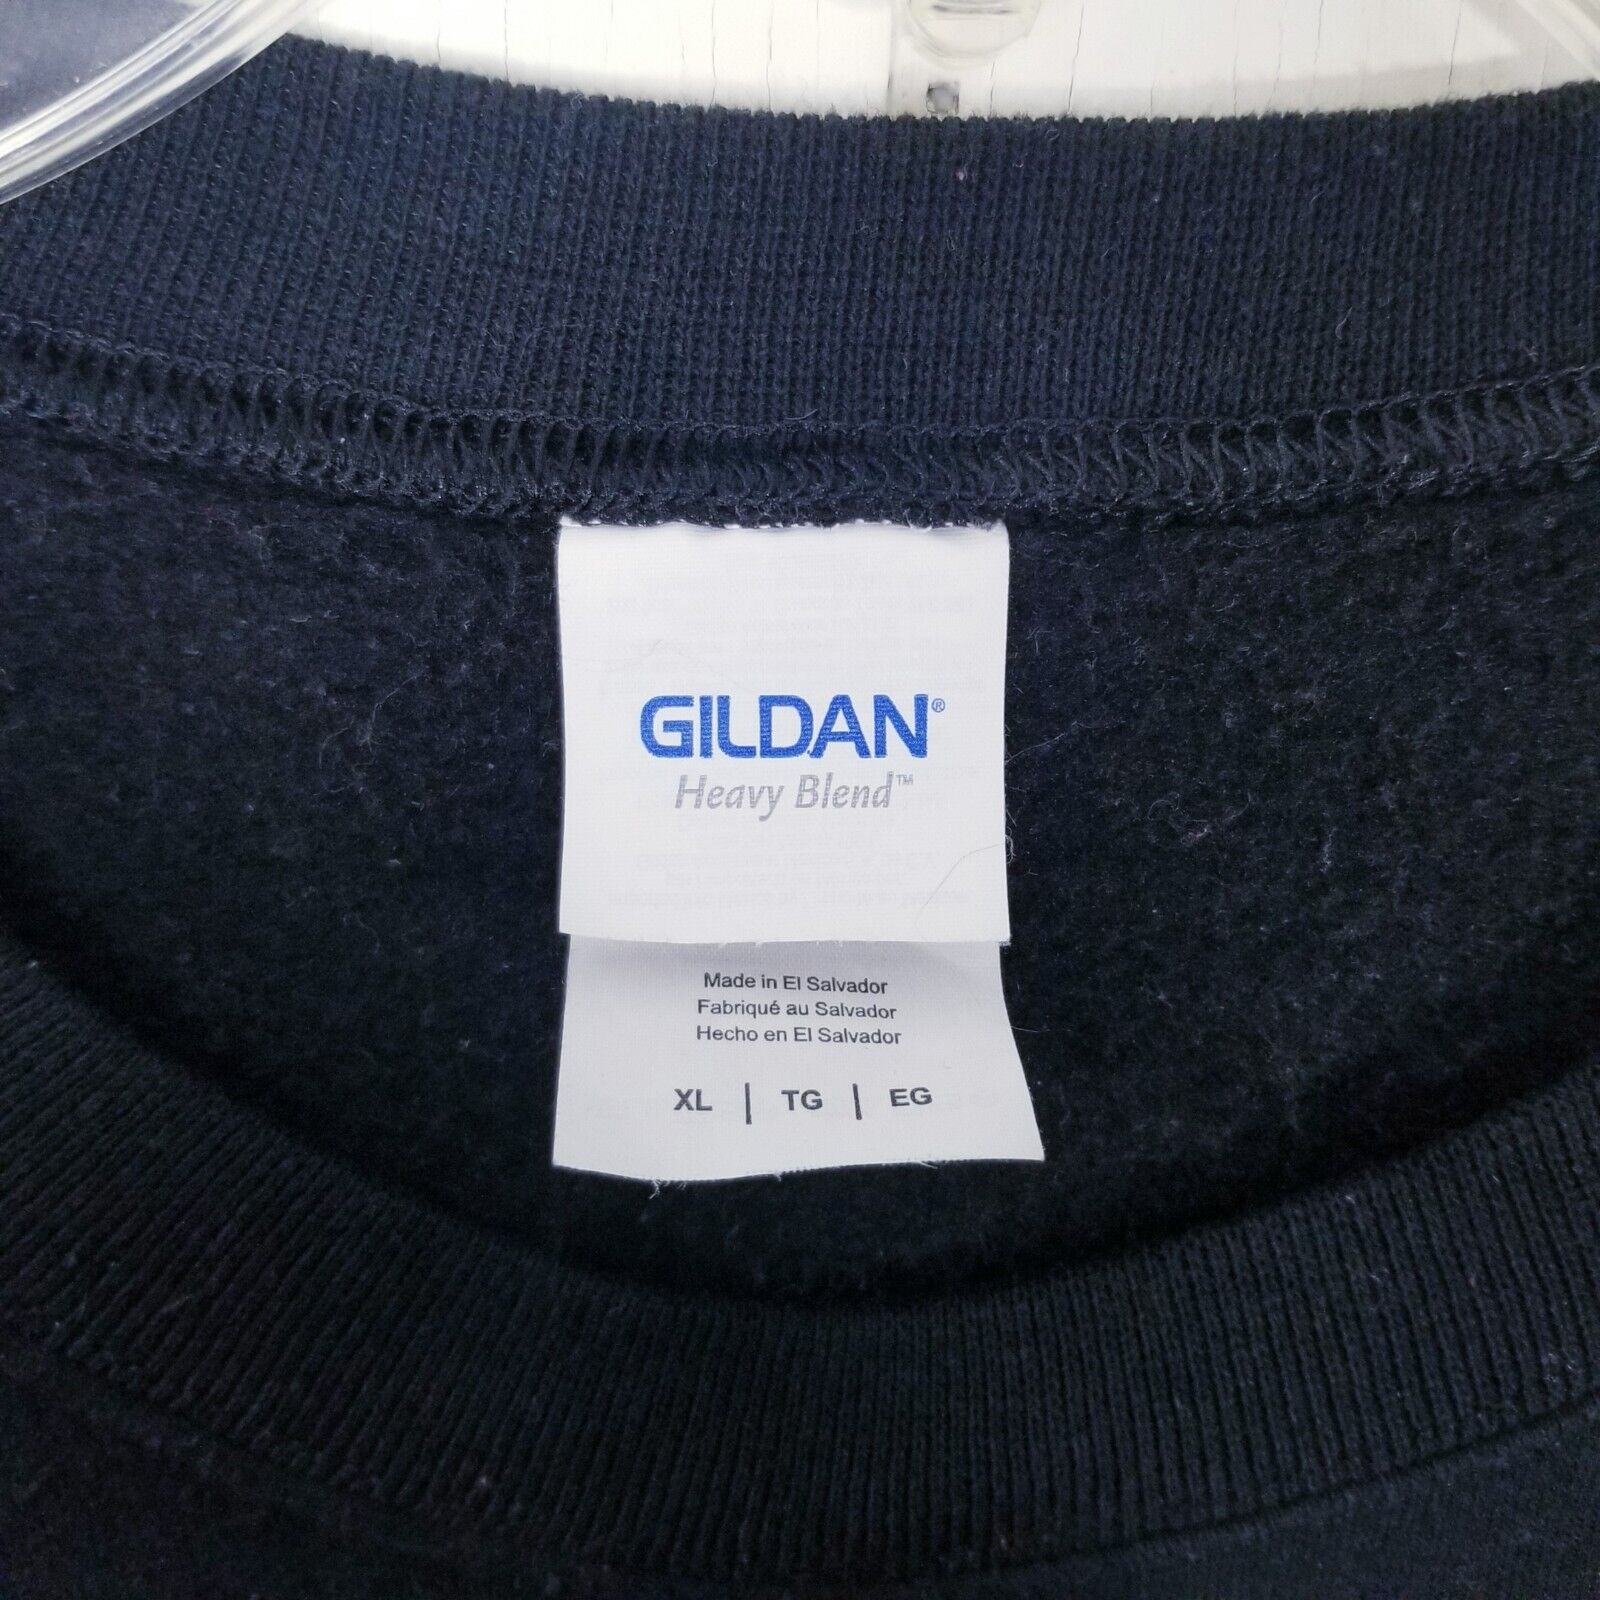 GILDAN®
Heavy Blend™
Made in El Salvador
Fabriqué au Salvador
Hecho en El Salvador
XL | TG | EG